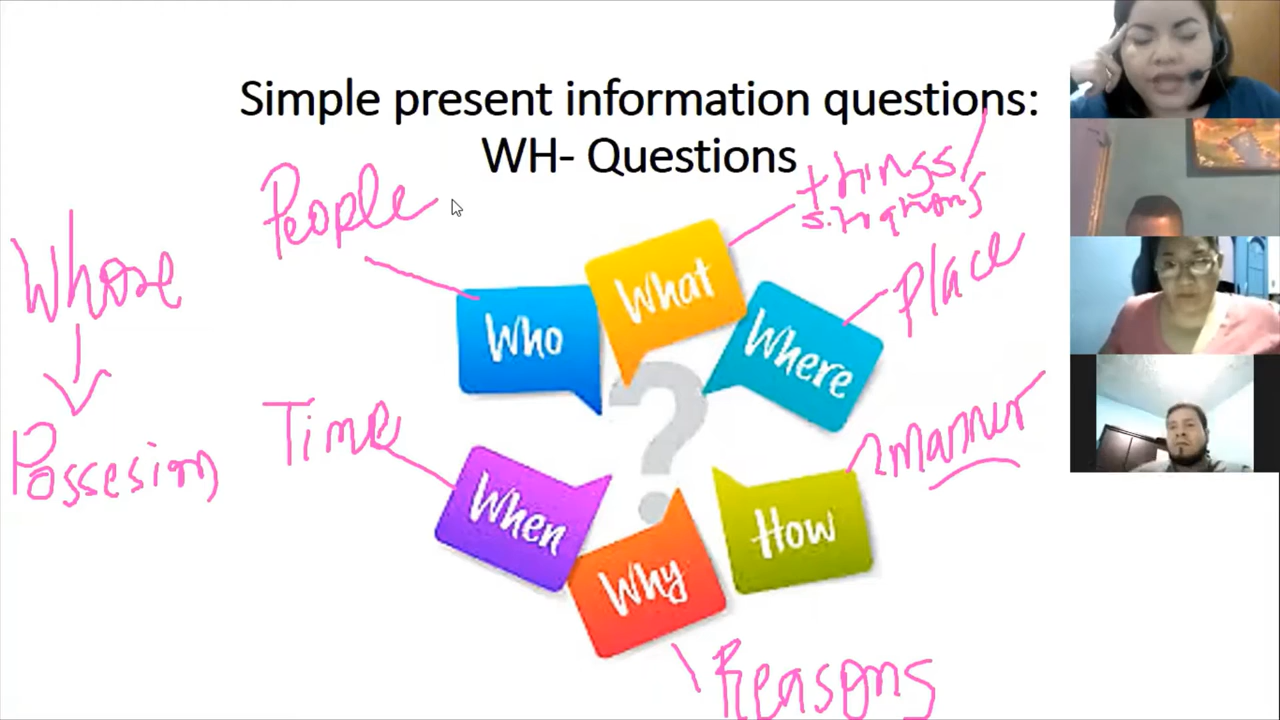 Simple present information questions:
WH- Questions
People
things/
situations
Whose
What
Place
Who
Where
Time
manner
Possesion
When
How
Why
Reasons